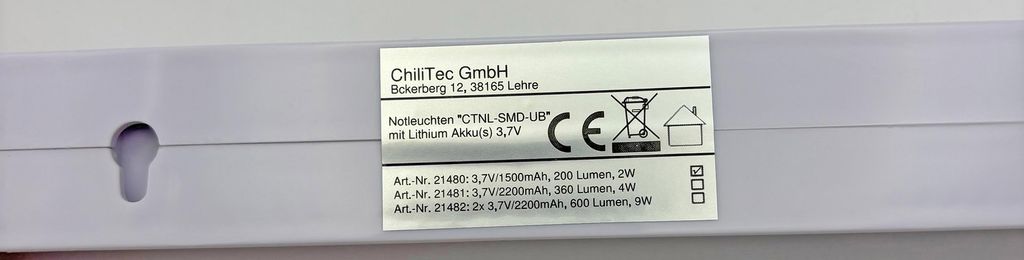 ChiliTec GmbH
Bckerberg 12, 38165 Lehre
Notleuchten "CTNL-SMD-UB"
mit Lithium Akku(s) 3,7V
CE
Art.-Nr. 21480: 3,7V/1500mAh, 200 Lumen, 2W
Art.-Nr. 21481: 3,7V/2200mAh, 360 Lumen, 4W
Art.-Nr. 21482: 2x 3,7V/2200mAh, 600 Lumen, 9W